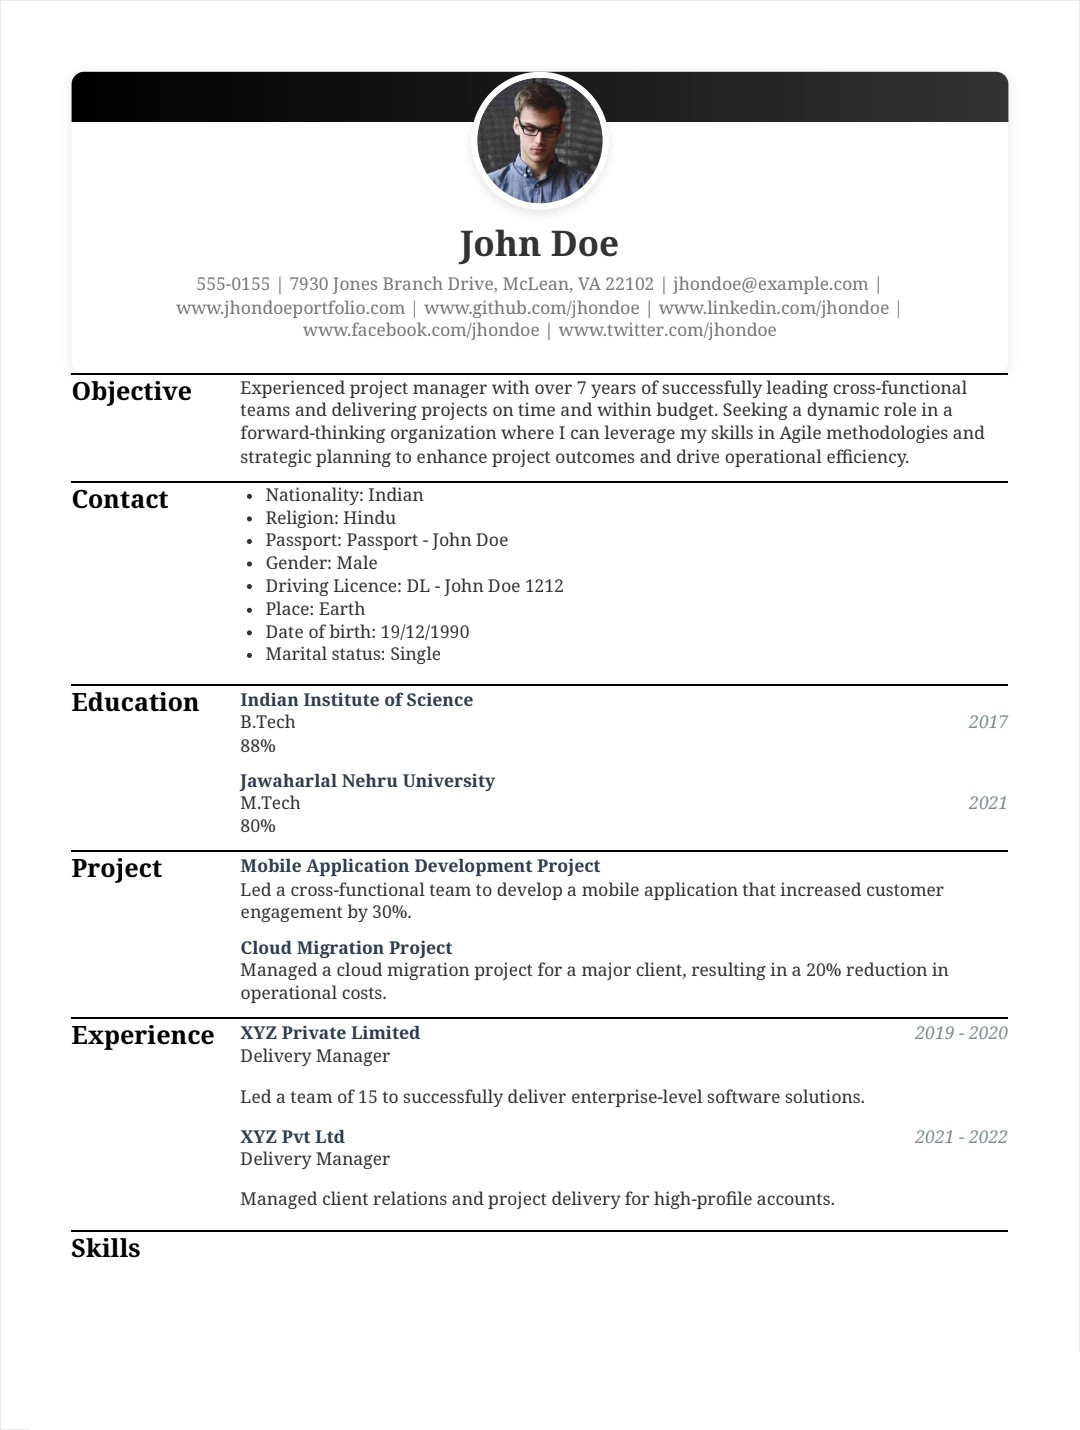 John Doe
555-0155 | 7930 Jones Branch Drive, McLean, VA 22102 | jhondoe@example.com |
www.jhondoeportfolio.com | www.github.com/jhondoe | www.linkedin.com/jhondoe |
www.facebook.com/jhondoe | www.twitter.com/jhondoe
Objective
Experienced project manager with over 7 years of successfully leading cross-functional
teams and delivering projects on time and within budget. Seeking a dynamic role in a
forward-thinking organization where I can leverage my skills in Agile methodologies and
strategic planning to enhance project outcomes and drive operational efficiency.
Contact
• Nationality: Indian
• Religion: Hindu
• Passport: Passport - John Doe
• Gender: Male
• Driving Licence: DL - John Doe 1212
• Place: Earth
• Date of birth: 19/12/1990
• Marital status: Single
Education
Indian Institute of Science
B.Tech 2017
88%
Jawaharlal Nehru University
M.Tech 2021
80%
Project
Mobile Application Development Project
Led a cross-functional team to develop a mobile application that increased customer
engagement by 30%.
Cloud Migration Project
Managed a cloud migration project for a major client, resulting in a 20% reduction in
operational costs.
Experience
XYZ Private Limited 2019 - 2020
Delivery Manager
Led a team of 15 to successfully deliver enterprise-level software solutions.
XYZ Pvt Ltd 2021 - 2022
Delivery Manager
Managed client relations and project delivery for high-profile accounts.
Skills